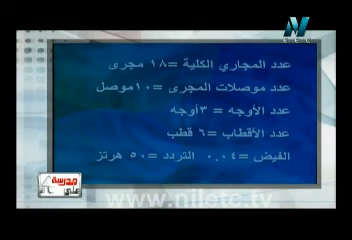 عدد المجاري الكلية = ١٨ مجرى
عدد موصلات المجرى = ١٠ موصل
عدد الأوجه = ٣ أوجه
عدد الأقطاب = ٦ قطب
الفيض = ٠.٠٤ التردد = ٥٠ هرتز
مدرسة
على
www.niletc.tv